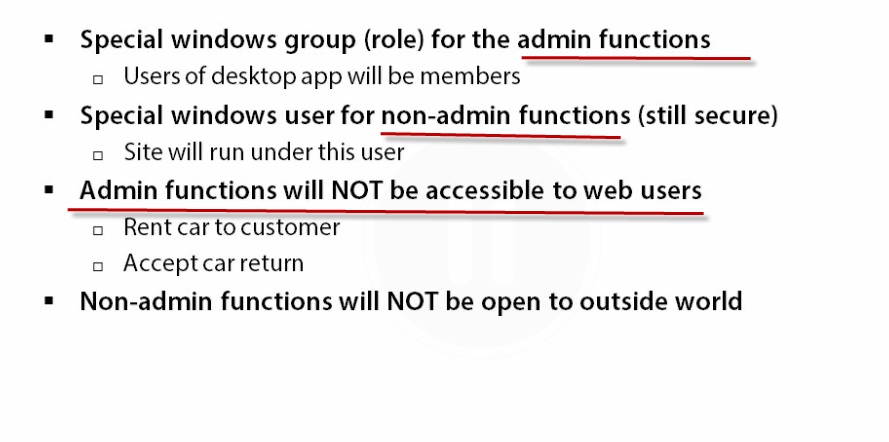 ▪ Special windows group (role) for the admin functions
□ Users of desktop app will be members
▪ Special windows user for non-admin functions (still secure)
□ Site will run under this user
▪ Admin functions will NOT be accessible to web users
□ Rent car to customer
□ Accept car return
▪ Non-admin functions will NOT be open to outside world